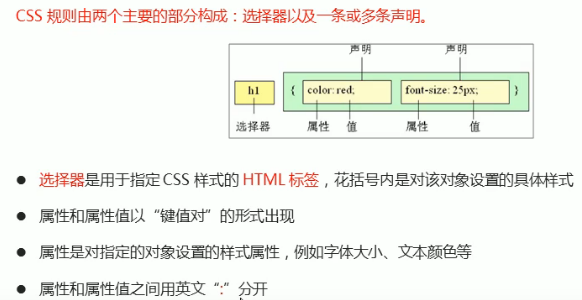 CSS 规则由两个主要的部分构成：选择器以及一条或多条声明。
声明 声明
h1 { color: red; font-size: 25px; }
选择器 属性 值 属性 值
● 选择器是用于指定 CSS 样式的 HTML 标签，花括号内是对该对象设置的具体样式
● 属性和属性值以“键值对”的形式出现
● 属性是对指定的对象设置的样式属性，例如字体大小、文本颜色等
● 属性和属性值之间用英文“:”分开